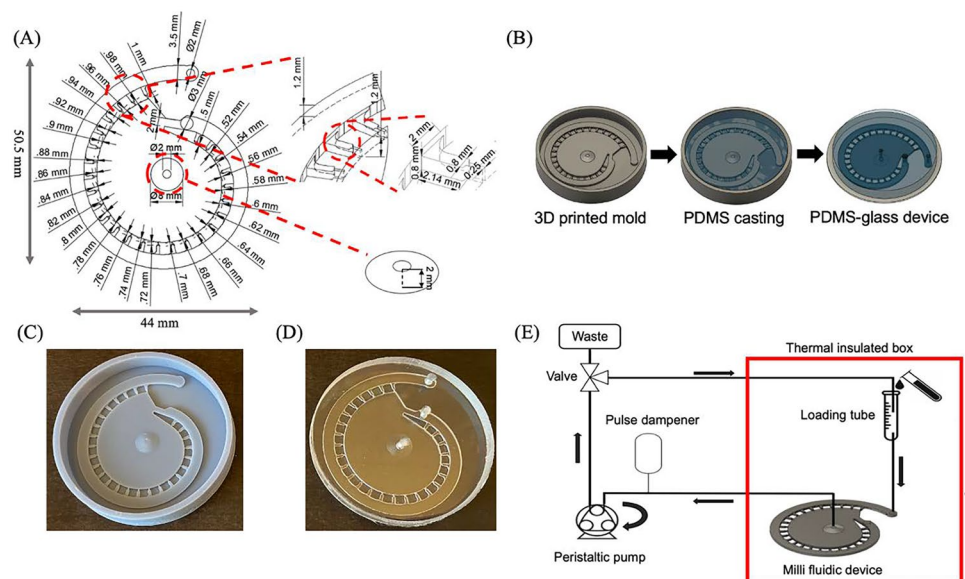 (A)
50.5 mm
44 mm
.94 mm
.96 mm
.98 mm
1 mm
3.5 mm
Ø2 mm
Ø3 mm
.5 mm
.52 mm
.54 mm
.56 mm
.58 mm
.6 mm
.62 mm
.64 mm
.66 mm
.68 mm
.7 mm
.72 mm
.74 mm
.76 mm
.78 mm
.8 mm
.82 mm
.84 mm
.86 mm
.88 mm
.9 mm
.92 mm
2 mm
Ø2 mm
Ø8 mm
1.2 mm
1.2 mm
.2 mm
0.8 mm
0.8 mm
2.14 mm
0.25 mm
2 mm
(B)
3D printed mold
PDMS casting
PDMS-glass device
(C)
(D)
(E)
Waste
Valve
Thermal insulated box
Loading tube
Pulse dampener
Peristaltic pump
Milli fluidic device